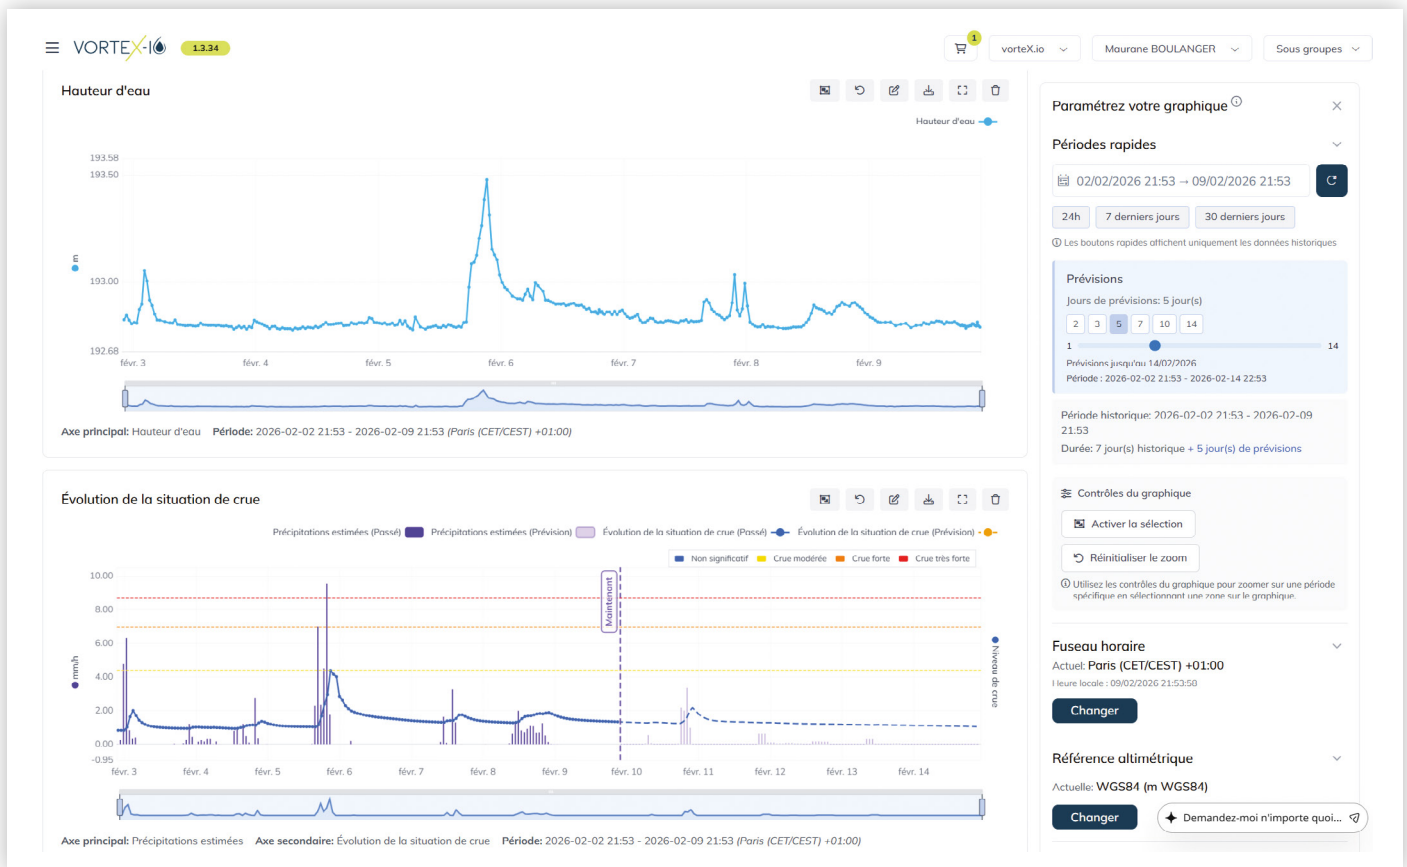 VORTEX-IO 1.3.34 1 vorteX.io Maurane BOULANGER Sous groupes
Hauteur d'eau
Hauteur d'eau
193.58
193.50
193.00
192.68
m
févr. 3 févr. 4 févr. 5 févr. 6 févr. 7 févr. 8 févr. 9
Axe principal: Hauteur d'eau Période: 2026-02-02 21:53 - 2026-02-09 21:53 (Paris (CET/CEST) +01:00)
Évolution de la situation de crue
Précipitations estimées (Passé) Précipitations estimées (Prévision) Évolution de la situation de crue (Passé) Évolution de la situation de crue (Prévision)
Non significatif Crue modérée Crue forte Crue très forte
10.00
8.00
6.00
4.00
2.00
0.00
-0.95
mm/h
Maintenant
Niveau de crue
févr. 3 févr. 4 févr. 5 févr. 6 févr. 7 févr. 8 févr. 9 févr. 10 févr. 11 févr. 12 févr. 13 févr. 14
Axe principal: Précipitations estimées Axe secondaire: Évolution de la situation de crue Période: 2026-02-02 21:53 - 2026-02-09 21:53 (Paris (CET/CEST) +01:00)
Paramétrez votre graphique
Périodes rapides
02/02/2026 21:53 → 09/02/2026 21:53
24h 7 derniers jours 30 derniers jours
Les boutons rapides affichent uniquement les données historiques
Prévisions
Jours de prévisions: 5 jour(s)
2 3 5 7 10 14
1 14
Prévisions jusqu'au 14/02/2026
Période : 2026-02-02 21:53 - 2026-02-14 22:53
Période historique: 2026-02-02 21:53 - 2026-02-09
21:53
Durée: 7 jour(s) historique + 5 jour(s) de prévisions
Contrôles du graphique
Activer la sélection
Réinitialiser le zoom
Utilisez les contrôles du graphique pour zoomer sur une période
spécifique en sélectionnant une zone sur le graphique.
Fuseau horaire
Actuel: Paris (CET/CEST) +01:00
Heure locale : 09/02/2026 21:53:50
Changer
Référence altimétrique
Actuelle: WGS84 (m WGS84)
Changer
Demandez-moi n'importe quoi...